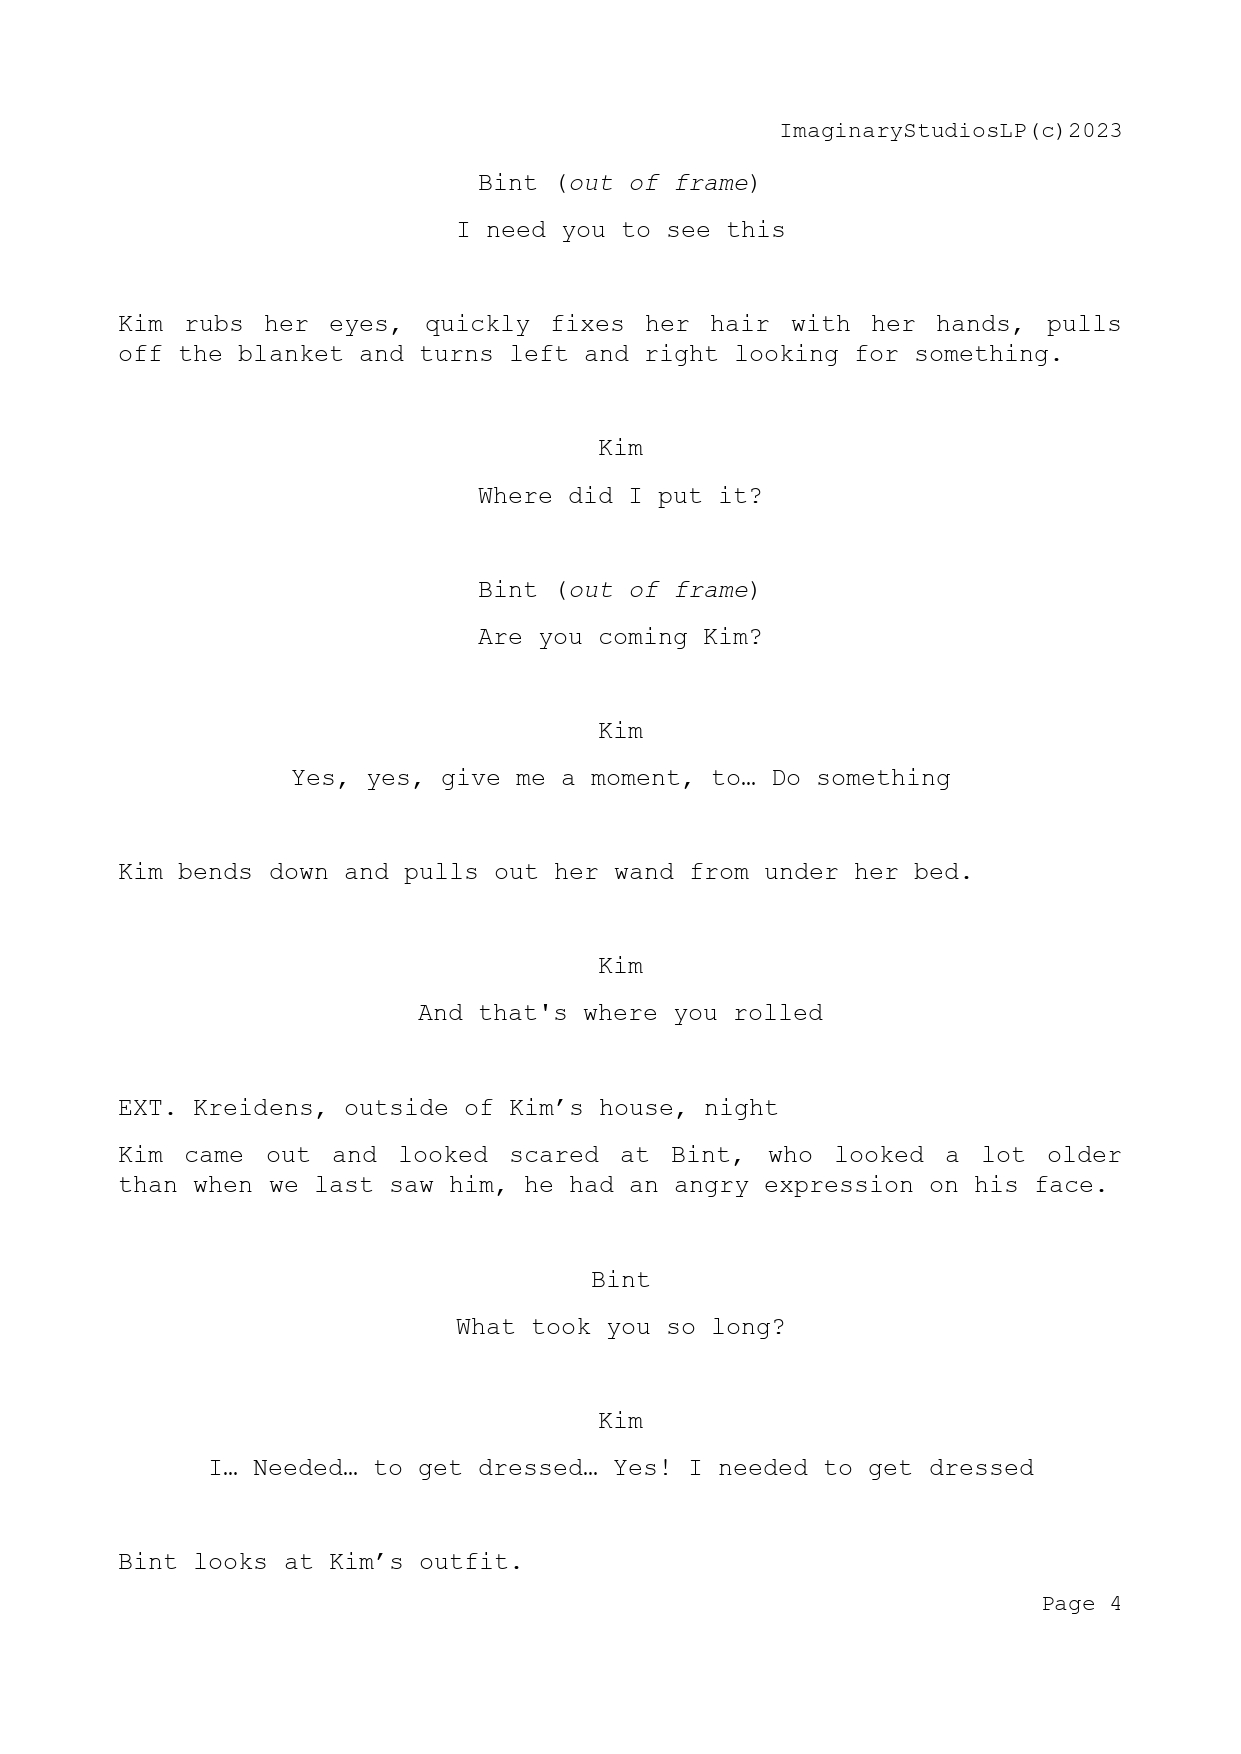 ImaginaryStudiosLP(c)2023
Bint (out of frame)
I need you to see this
Kim rubs her eyes, quickly fixes her hair with her hands, pulls
off the blanket and turns left and right looking for something.
Kim
Where did I put it?
Bint (out of frame)
Are you coming Kim?
Kim
Yes, yes, give me a moment, to… Do something
Kim bends down and pulls out her wand from under her bed.
Kim
And that's where you rolled
EXT. Kreidens, outside of Kim’s house, night
Kim came out and looked scared at Bint, who looked a lot older
than when we last saw him, he had an angry expression on his face.
Bint
What took you so long?
Kim
I… Needed… to get dressed… Yes! I needed to get dressed
Bint looks at Kim’s outfit.
Page 4